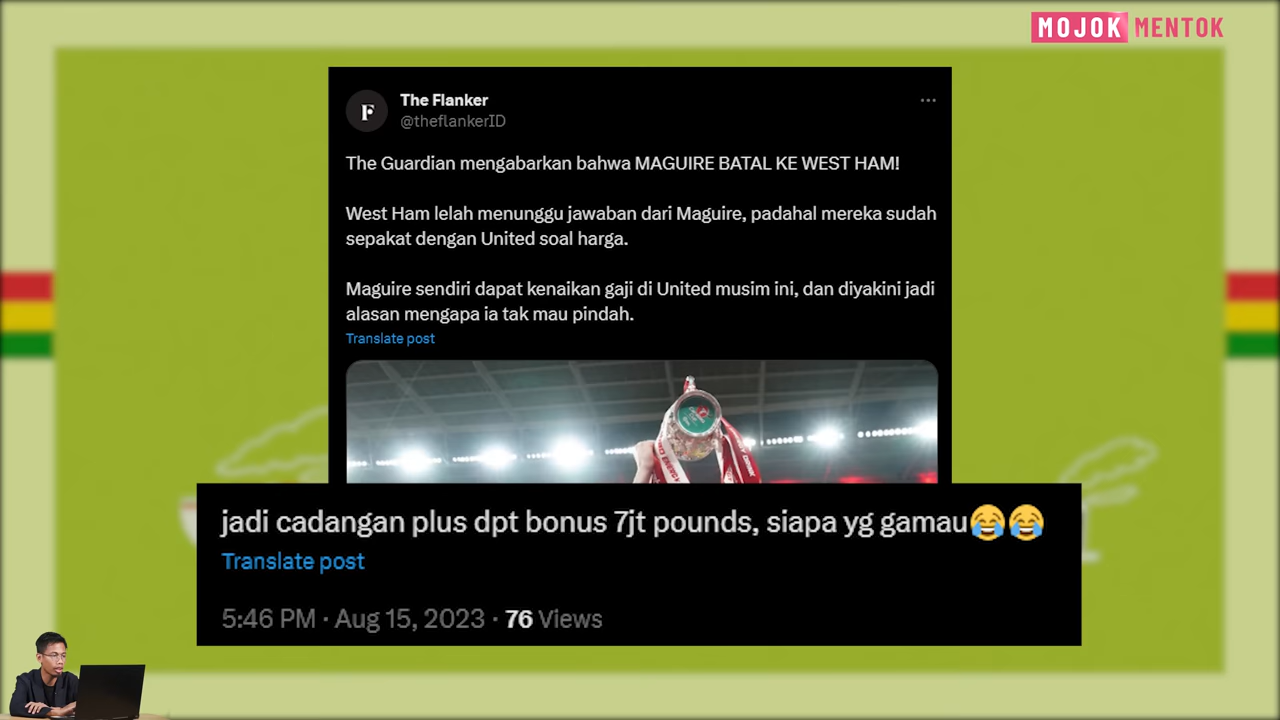 MOJOK MENTOK
The Flanker
@theflankerID
The Guardian mengabarkan bahwa MAGUIRE BATAL KE WEST HAM!
West Ham lelah menunggu jawaban dari Maguire, padahal mereka sudah
sepakat dengan United soal harga.
Maguire sendiri dapat kenaikan gaji di United musim ini, dan diyakini jadi
alasan mengapa ia tak mau pindah.
Translate post
jadi cadangan plus dpt bonus 7jt pounds, siapa yg gamau😂😂
Translate post
5:46 PM · Aug 15, 2023 · 76 Views